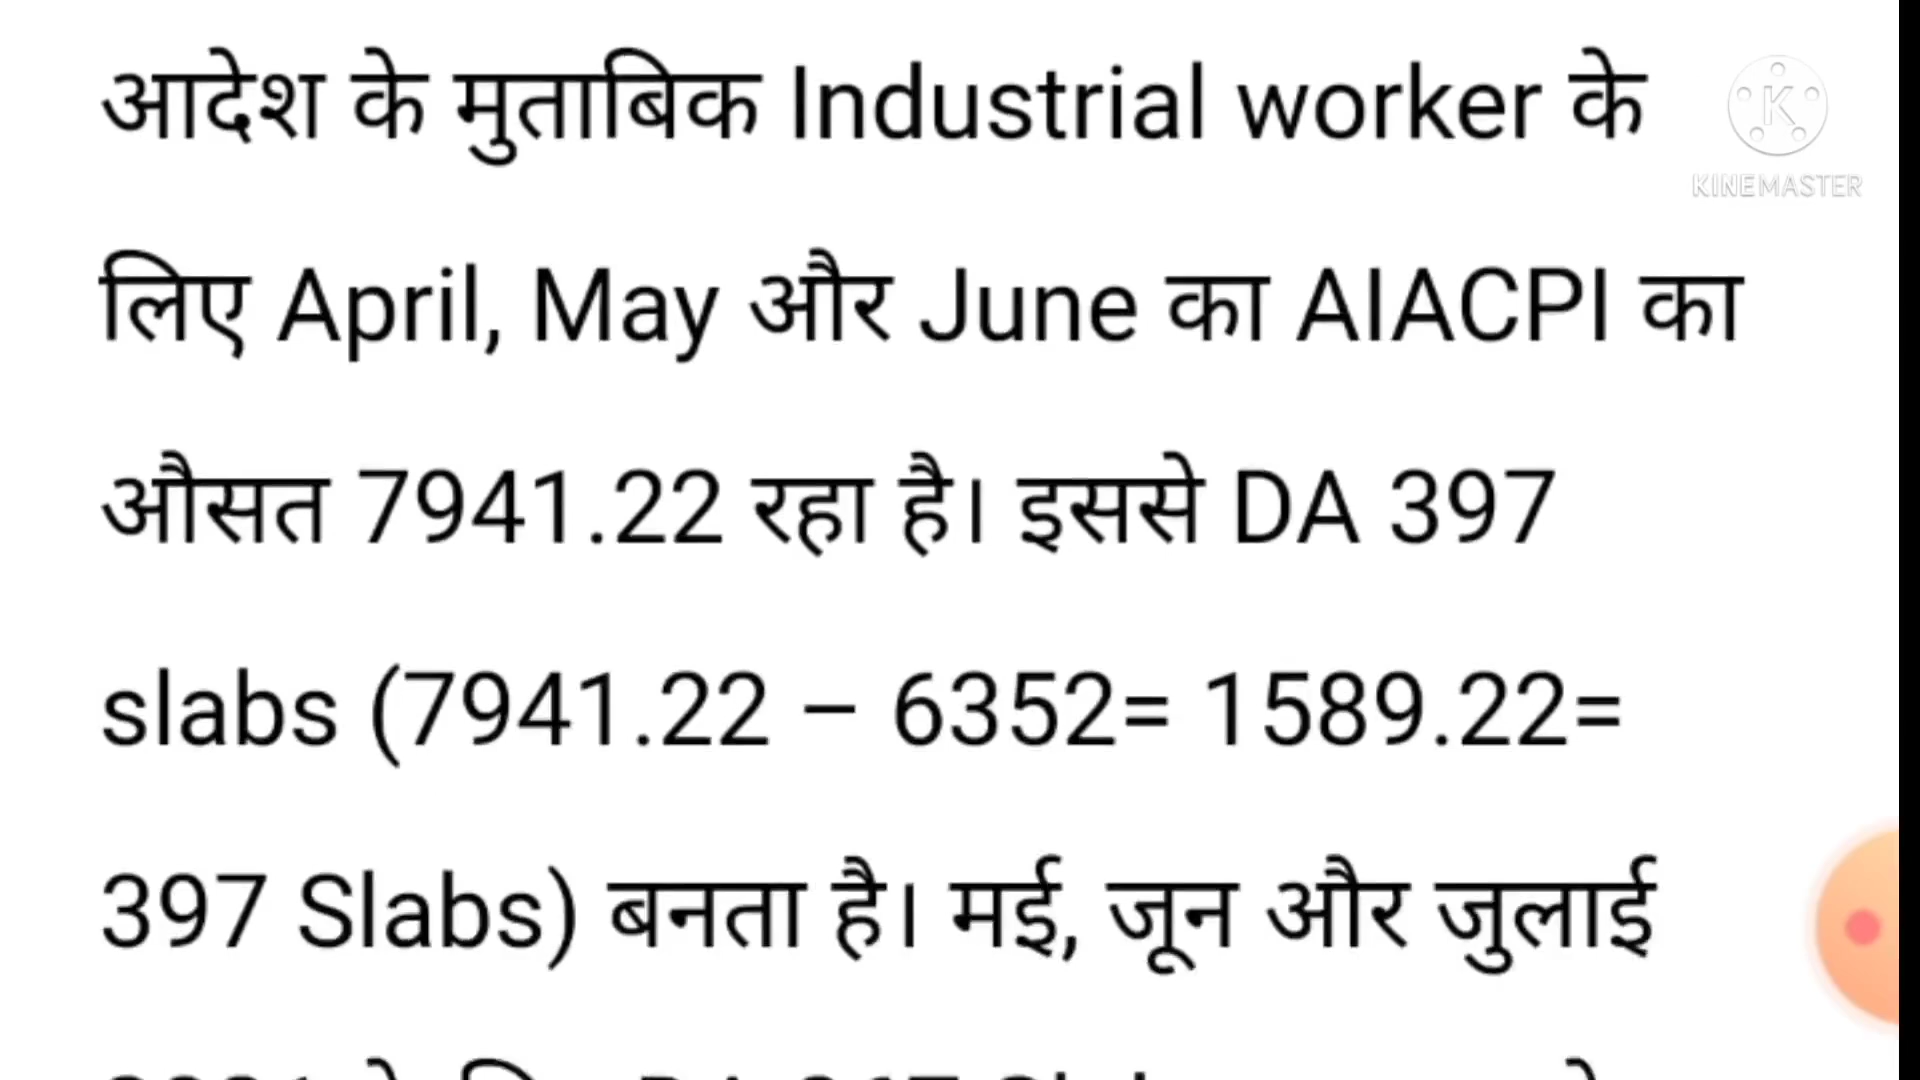 आदेश के मुताबिक Industrial worker के
लिए April, May और June का AIACPI का
औसत 7941.22 रहा है। इससे DA 397
slabs (7941.22 – 6352= 1589.22=
397 Slabs) बनता है। मई, जून और जुलाई
K
KINEMASTER